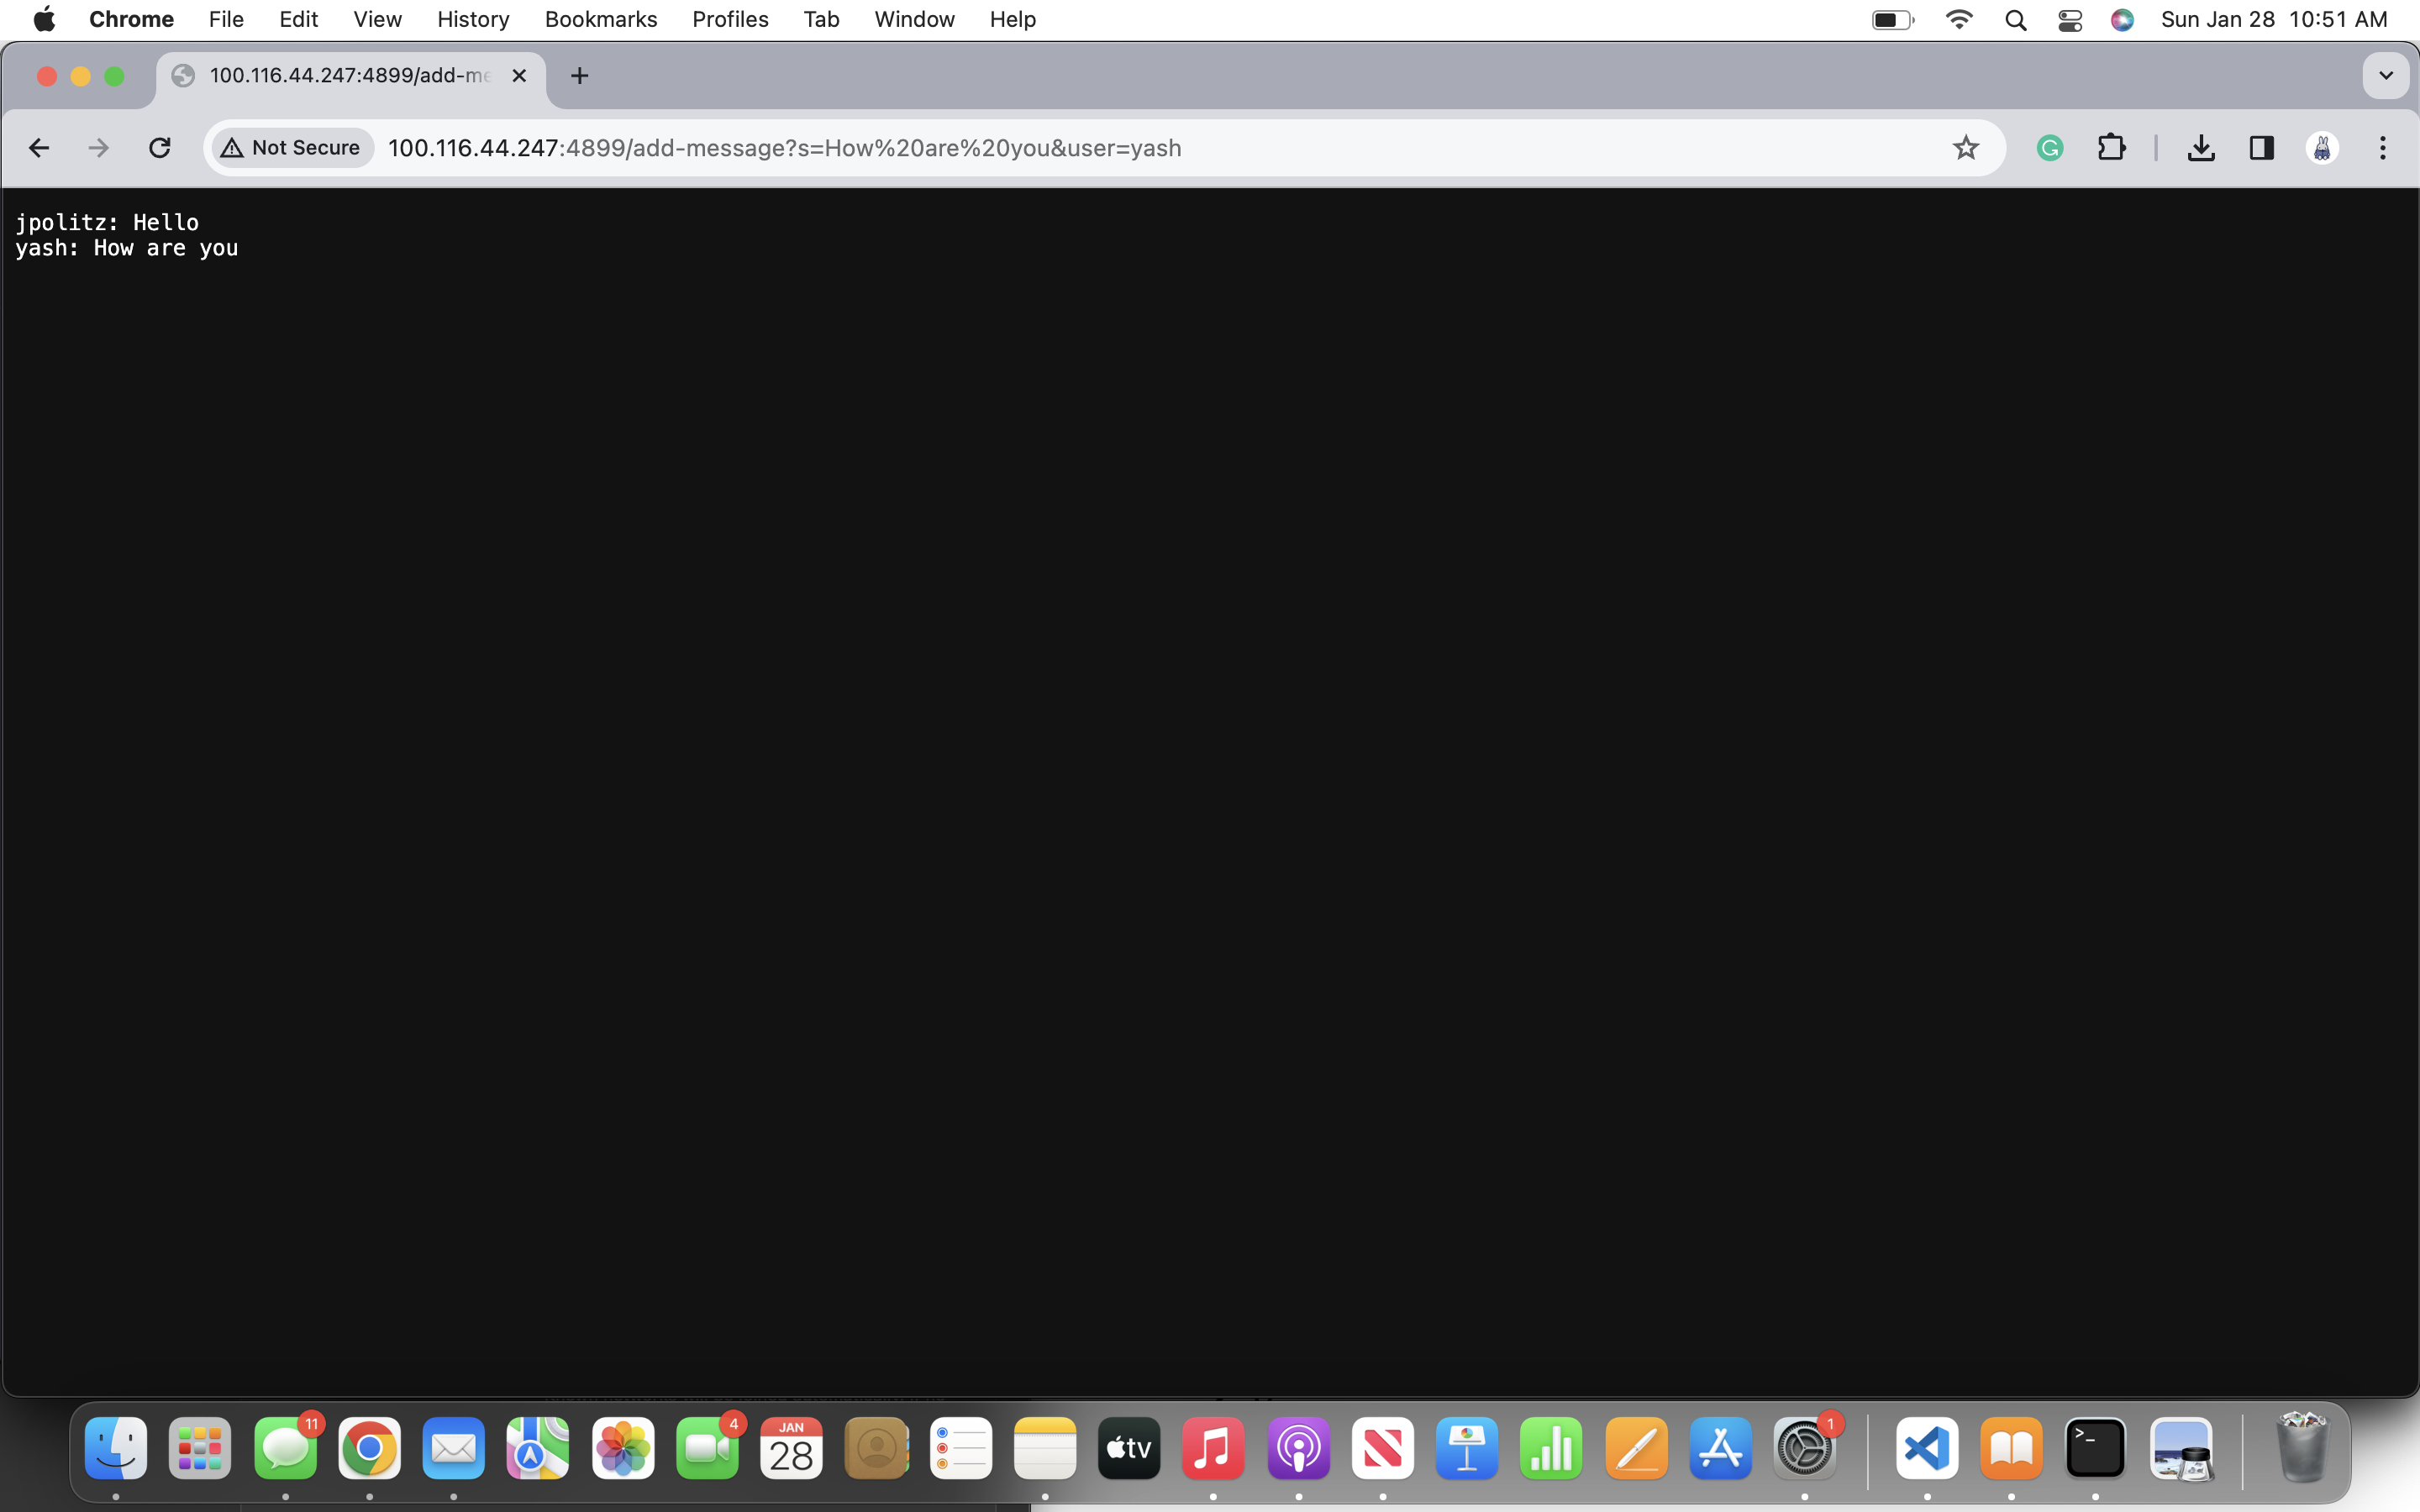 Chrome File Edit View History Bookmarks Profiles Tab Window Help Sun Jan 28 10:51 AM
100.116.44.247:4899/add-me
Not Secure 100.116.44.247:4899/add-message?s=How%20are%20you&user=yash
jpolitz: Hello
yash: How are you
11 4 JAN 28 tv 1 >_